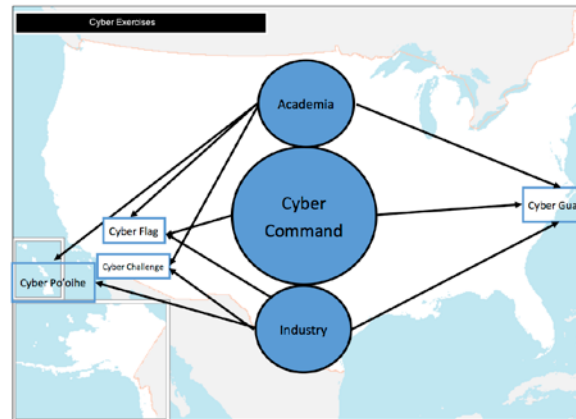 Cyber Exercises
Academia
Cyber
Command
Cyber Gua
Cyber Flag
Cyber Challenge
Cyber Po'oihe
Industry